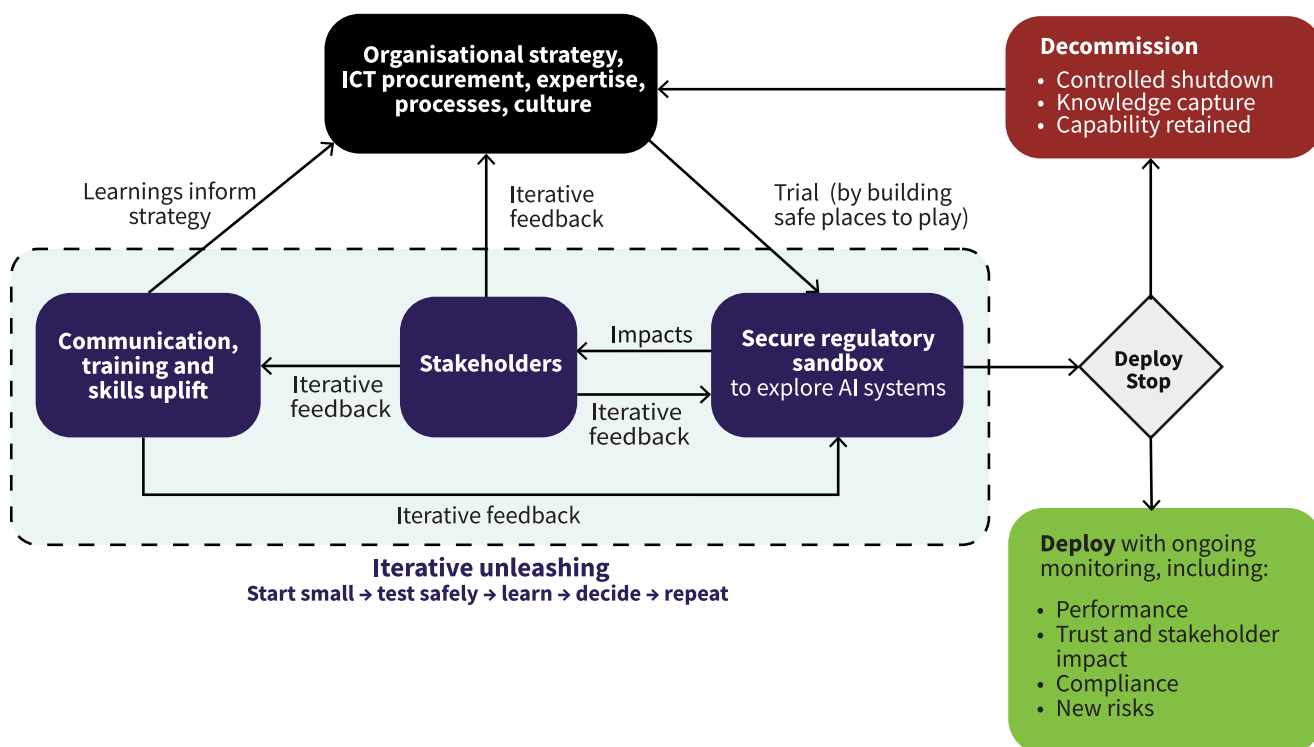 Organisational strategy,
ICT procurement, expertise,
processes, culture
Decommission
• Controlled shutdown
• Knowledge capture
• Capability retained
Learnings inform
strategy
Iterative
feedback
Trial (by building
safe places to play)
Communication,
training and
skills uplift
Iterative
feedback
Stakeholders
Impacts
Iterative
feedback
Secure regulatory
sandbox
to explore AI systems
Deploy
Stop
Iterative feedback
Iterative unleashing
Start small → test safely → learn → decide → repeat
Deploy with ongoing
monitoring, including:
• Performance
• Trust and stakeholder
impact
• Compliance
• New risks